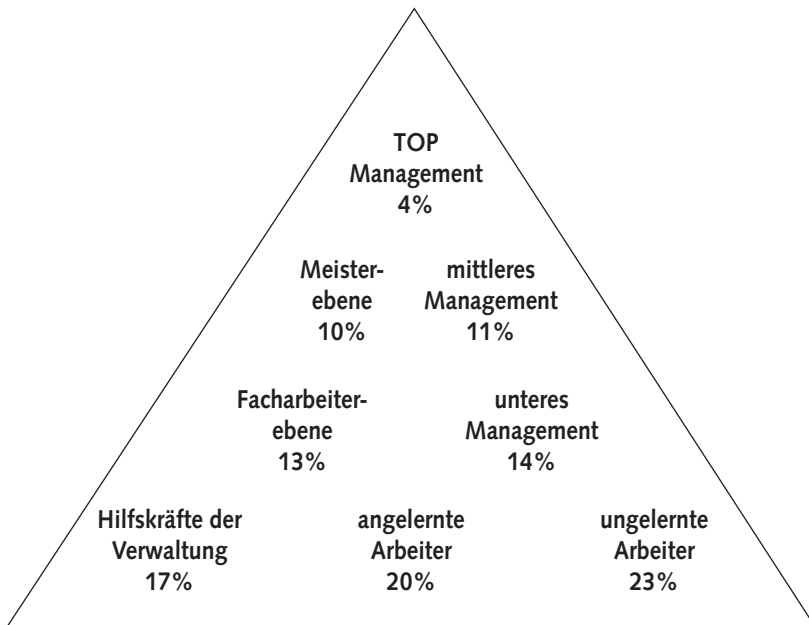 TOP
Management
4%
Meister-
ebene
10%
mittleres
Management
11%
Facharbeiter-
ebene
13%
unteres
Management
14%
Hilfskräfte der
Verwaltung
17%
angelernte
Arbeiter
20%
ungelernte
Arbeiter
23%